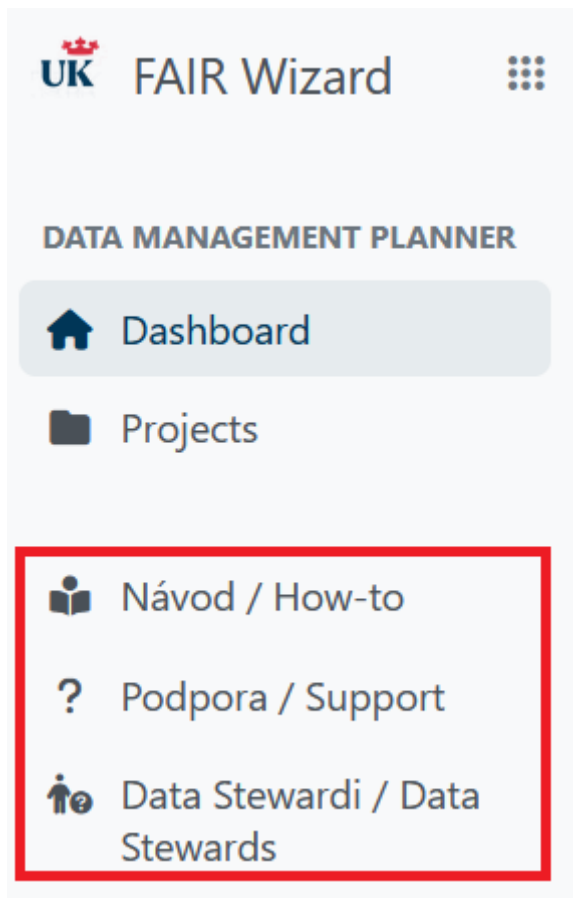 UK FAIR Wizard
DATA MANAGEMENT PLANNER
Dashboard
Projects
Návod / How-to
? Podpora / Support
Data Stewardi / Data
Stewards